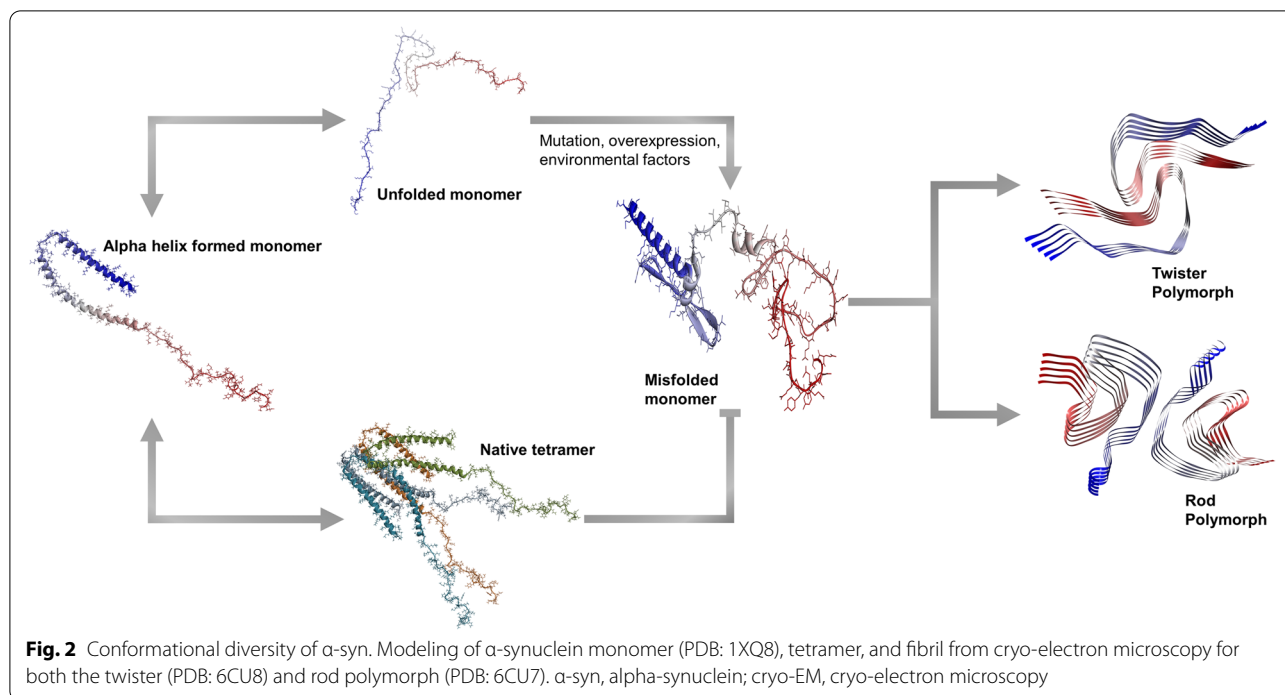 Unfolded monomer
Mutation, overexpression,
environmental factors
Alpha helix formed monomer
Misfolded
monomer
Native tetramer
Twister
Polymorph
Rod
Polymorph
Fig. 2 Conformational diversity of α-syn. Modeling of α-synuclein monomer (PDB: 1XQ8), tetramer, and fibril from cryo-electron microscopy for
both the twister (PDB: 6CU8) and rod polymorph (PDB: 6CU7). α-syn, alpha-synuclein; cryo-EM, cryo-electron microscopy